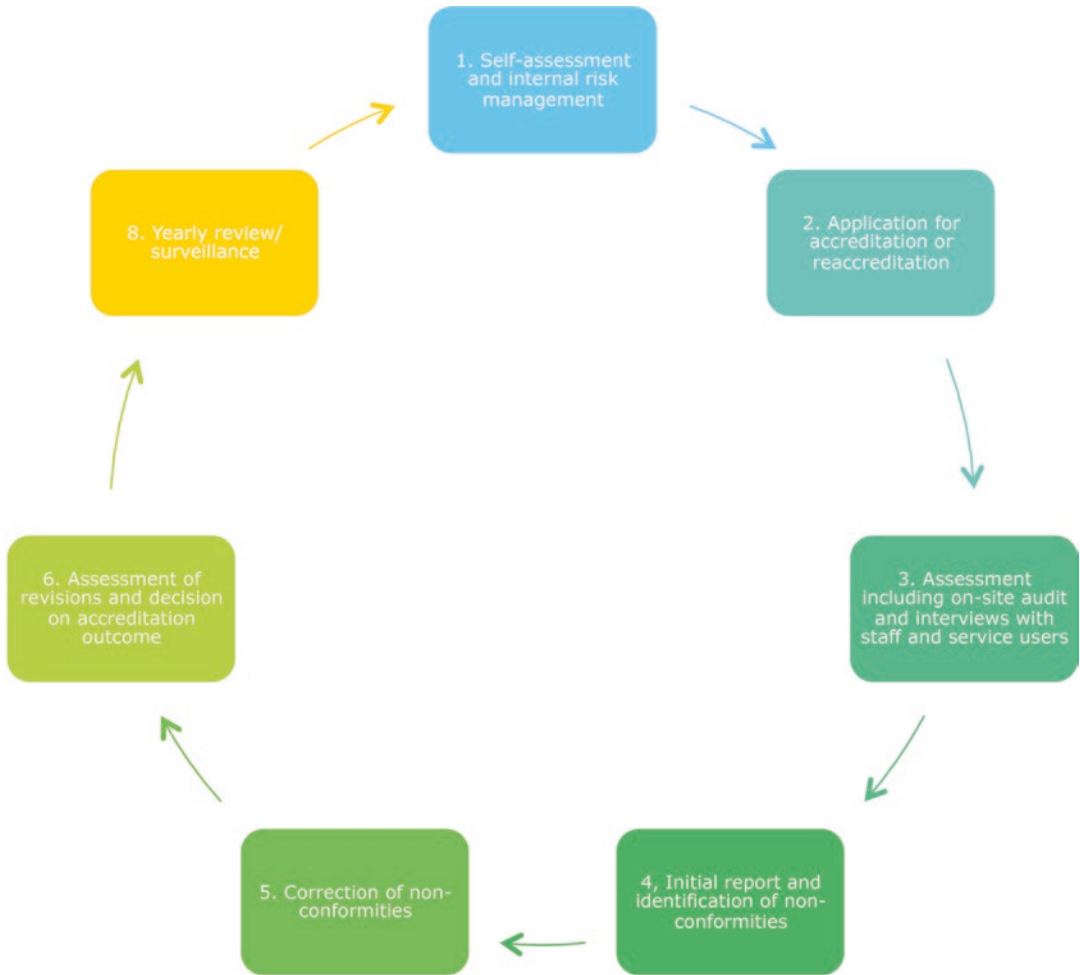 1. Self-assessment
and internal risk
management
2. Application for
accreditation or
reaccreditation
3. Assessment
including on-site audit
and interviews with
staff and service users
4, Initial report and
identification of non-
conformities
5. Correction of non-
conformities
6. Assessment of
revisions and decision
on accreditation
outcome
8. Yearly review/
surveillance